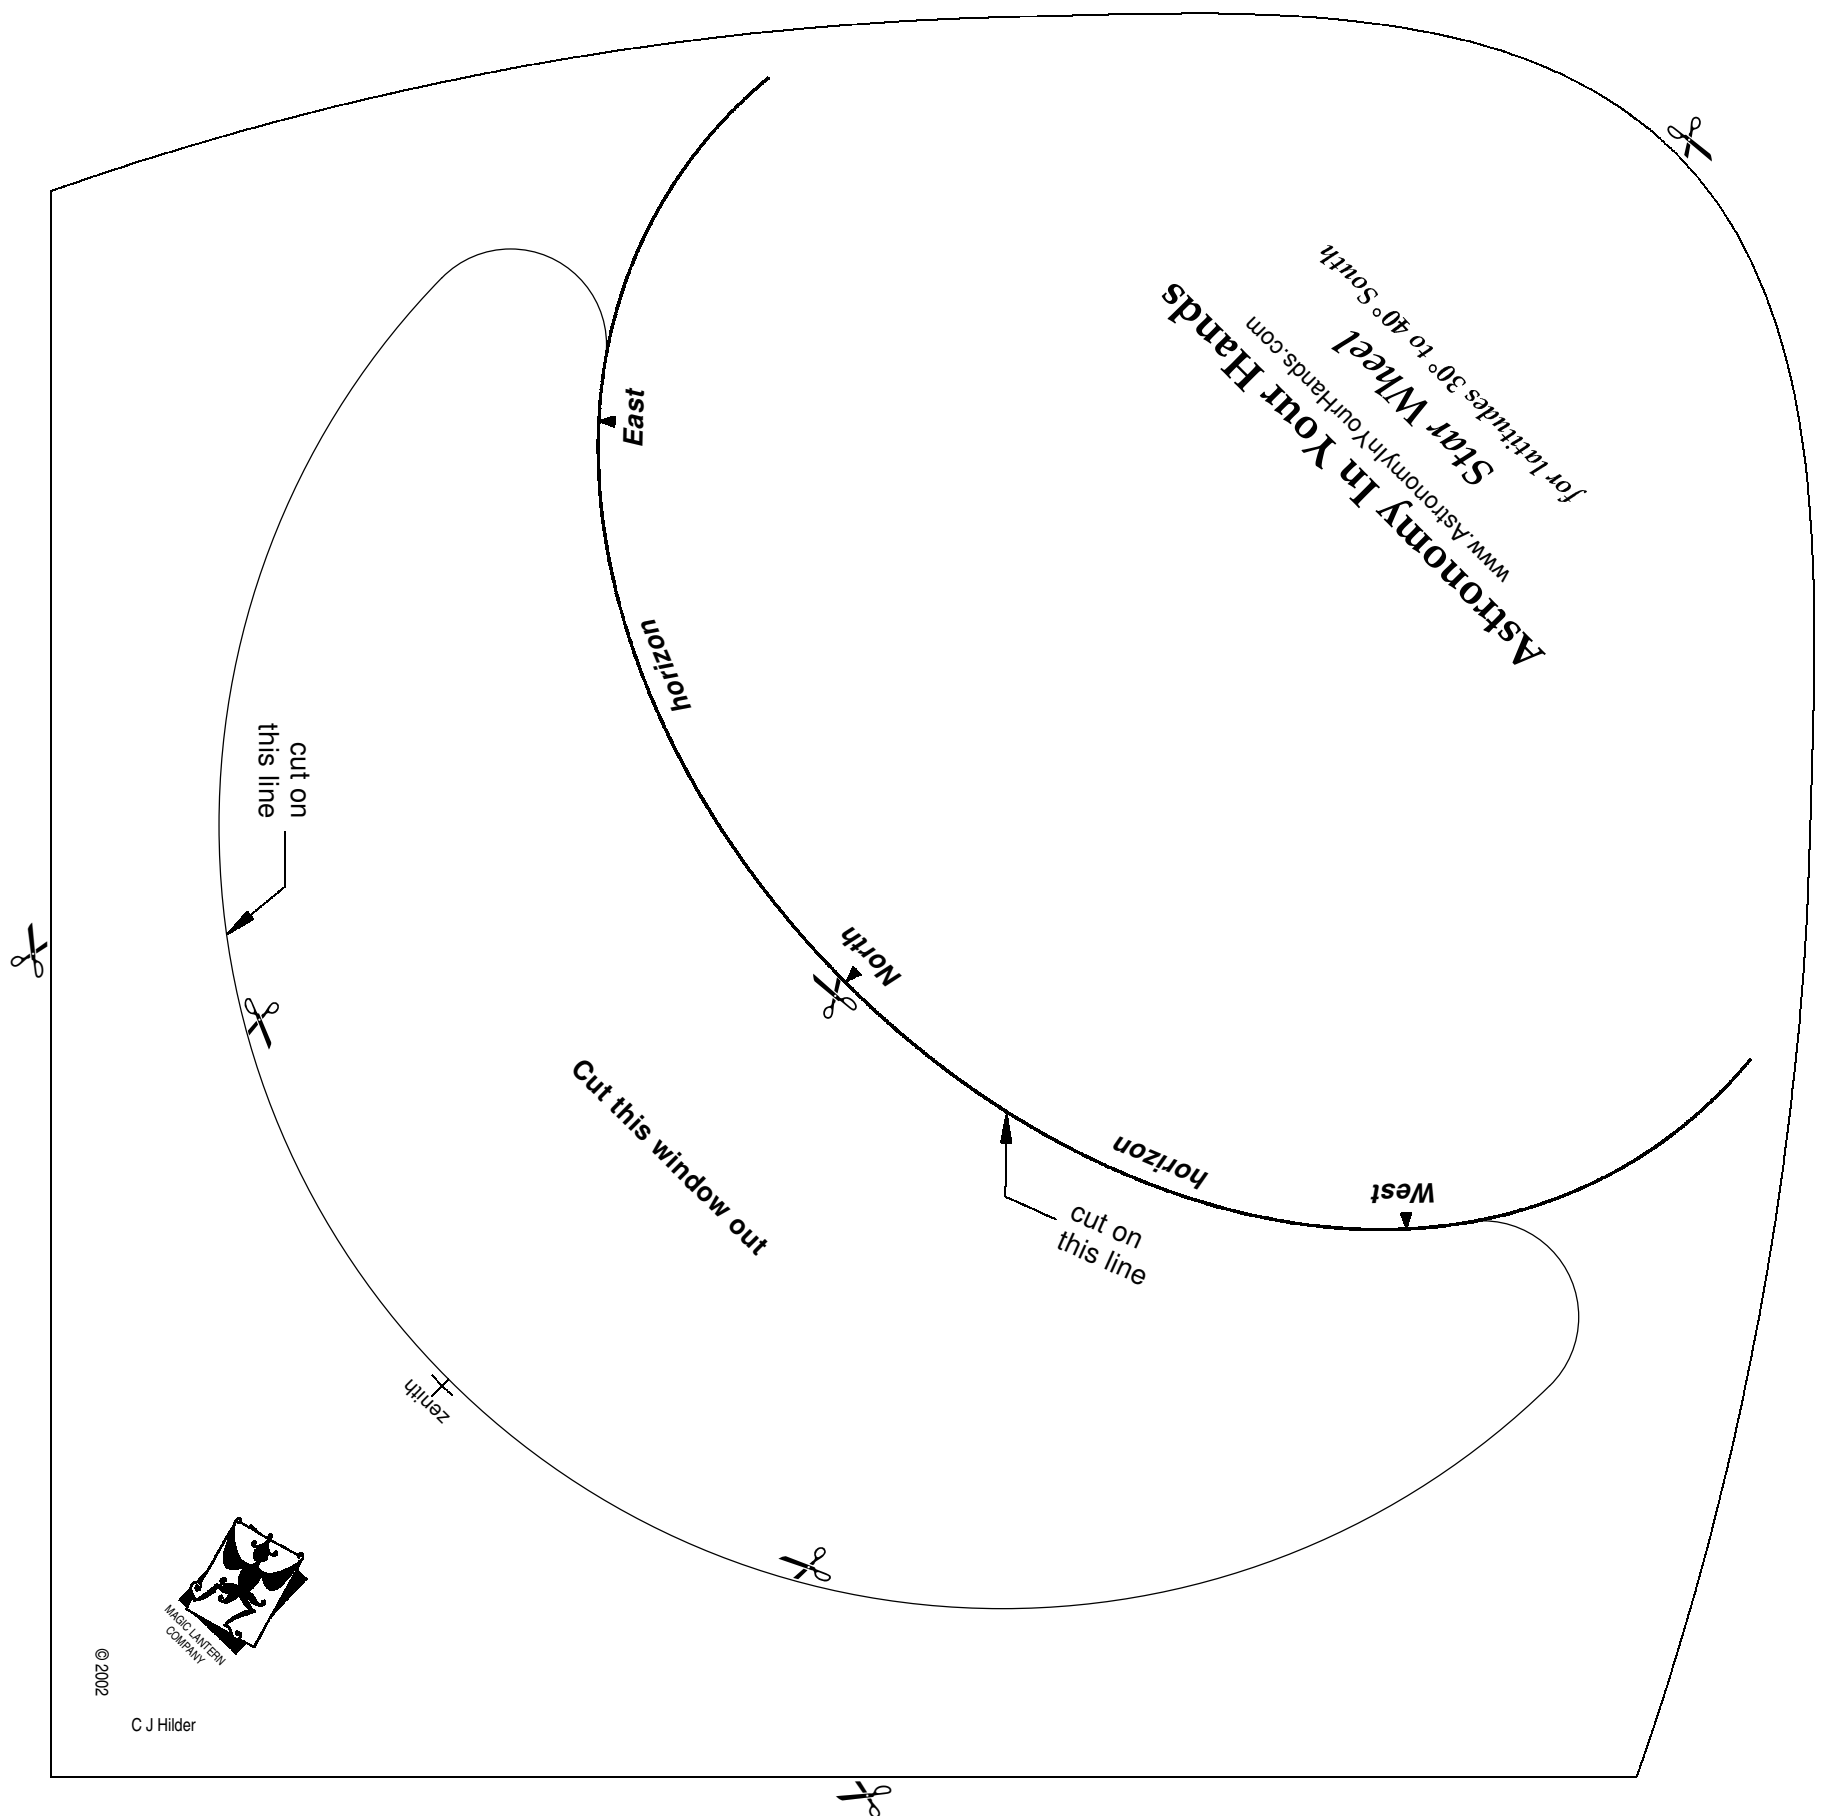 for latitudes 30° to 40° South
Star Wheel
www.AstronomyInYourHands.com
Astronomy In Your Hands
East
horizon
cut on
this line
North
Cut this window out
horizon
West
cut on
this line
zenith
MAGIC LANTERN
COMPANY
© 2002
C J Hilder